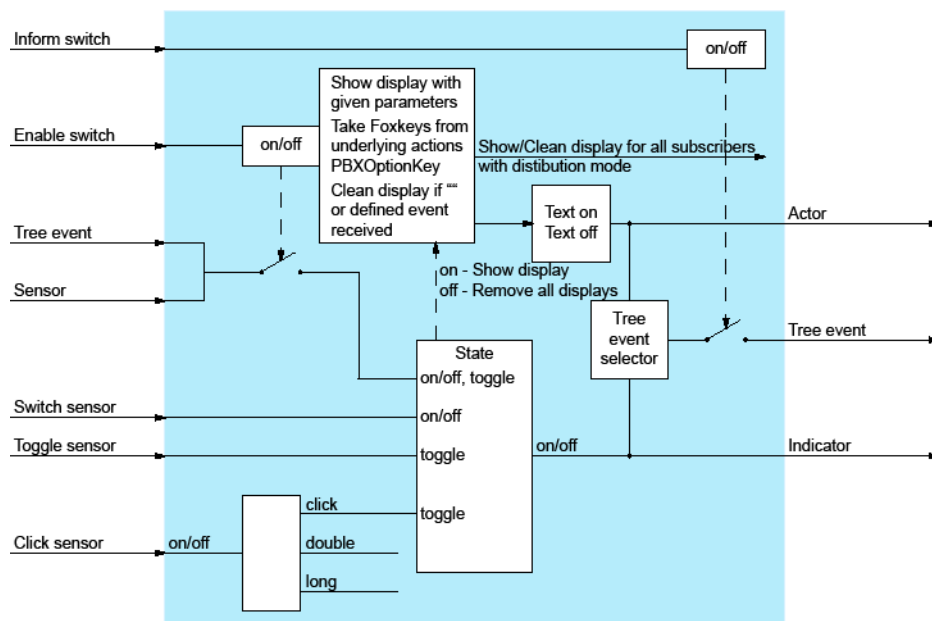 Inform switch
on/off
Show display with
given parameters
Take Foxkeys from
underlying actions
PBXOptionKey
Clean display if ““
or defined event
received
Enable switch
on/off
Show/Clean display for all subscribers
with distibution mode
Text on
Text off
Actor
Tree event
Sensor
on - Show display
off - Remove all displays
Tree
event
selector
Tree event
State
on/off, toggle
Switch sensor
on/off
Toggle sensor
toggle
on/off
Indicator
click
toggle
Click sensor
on/off
double
long